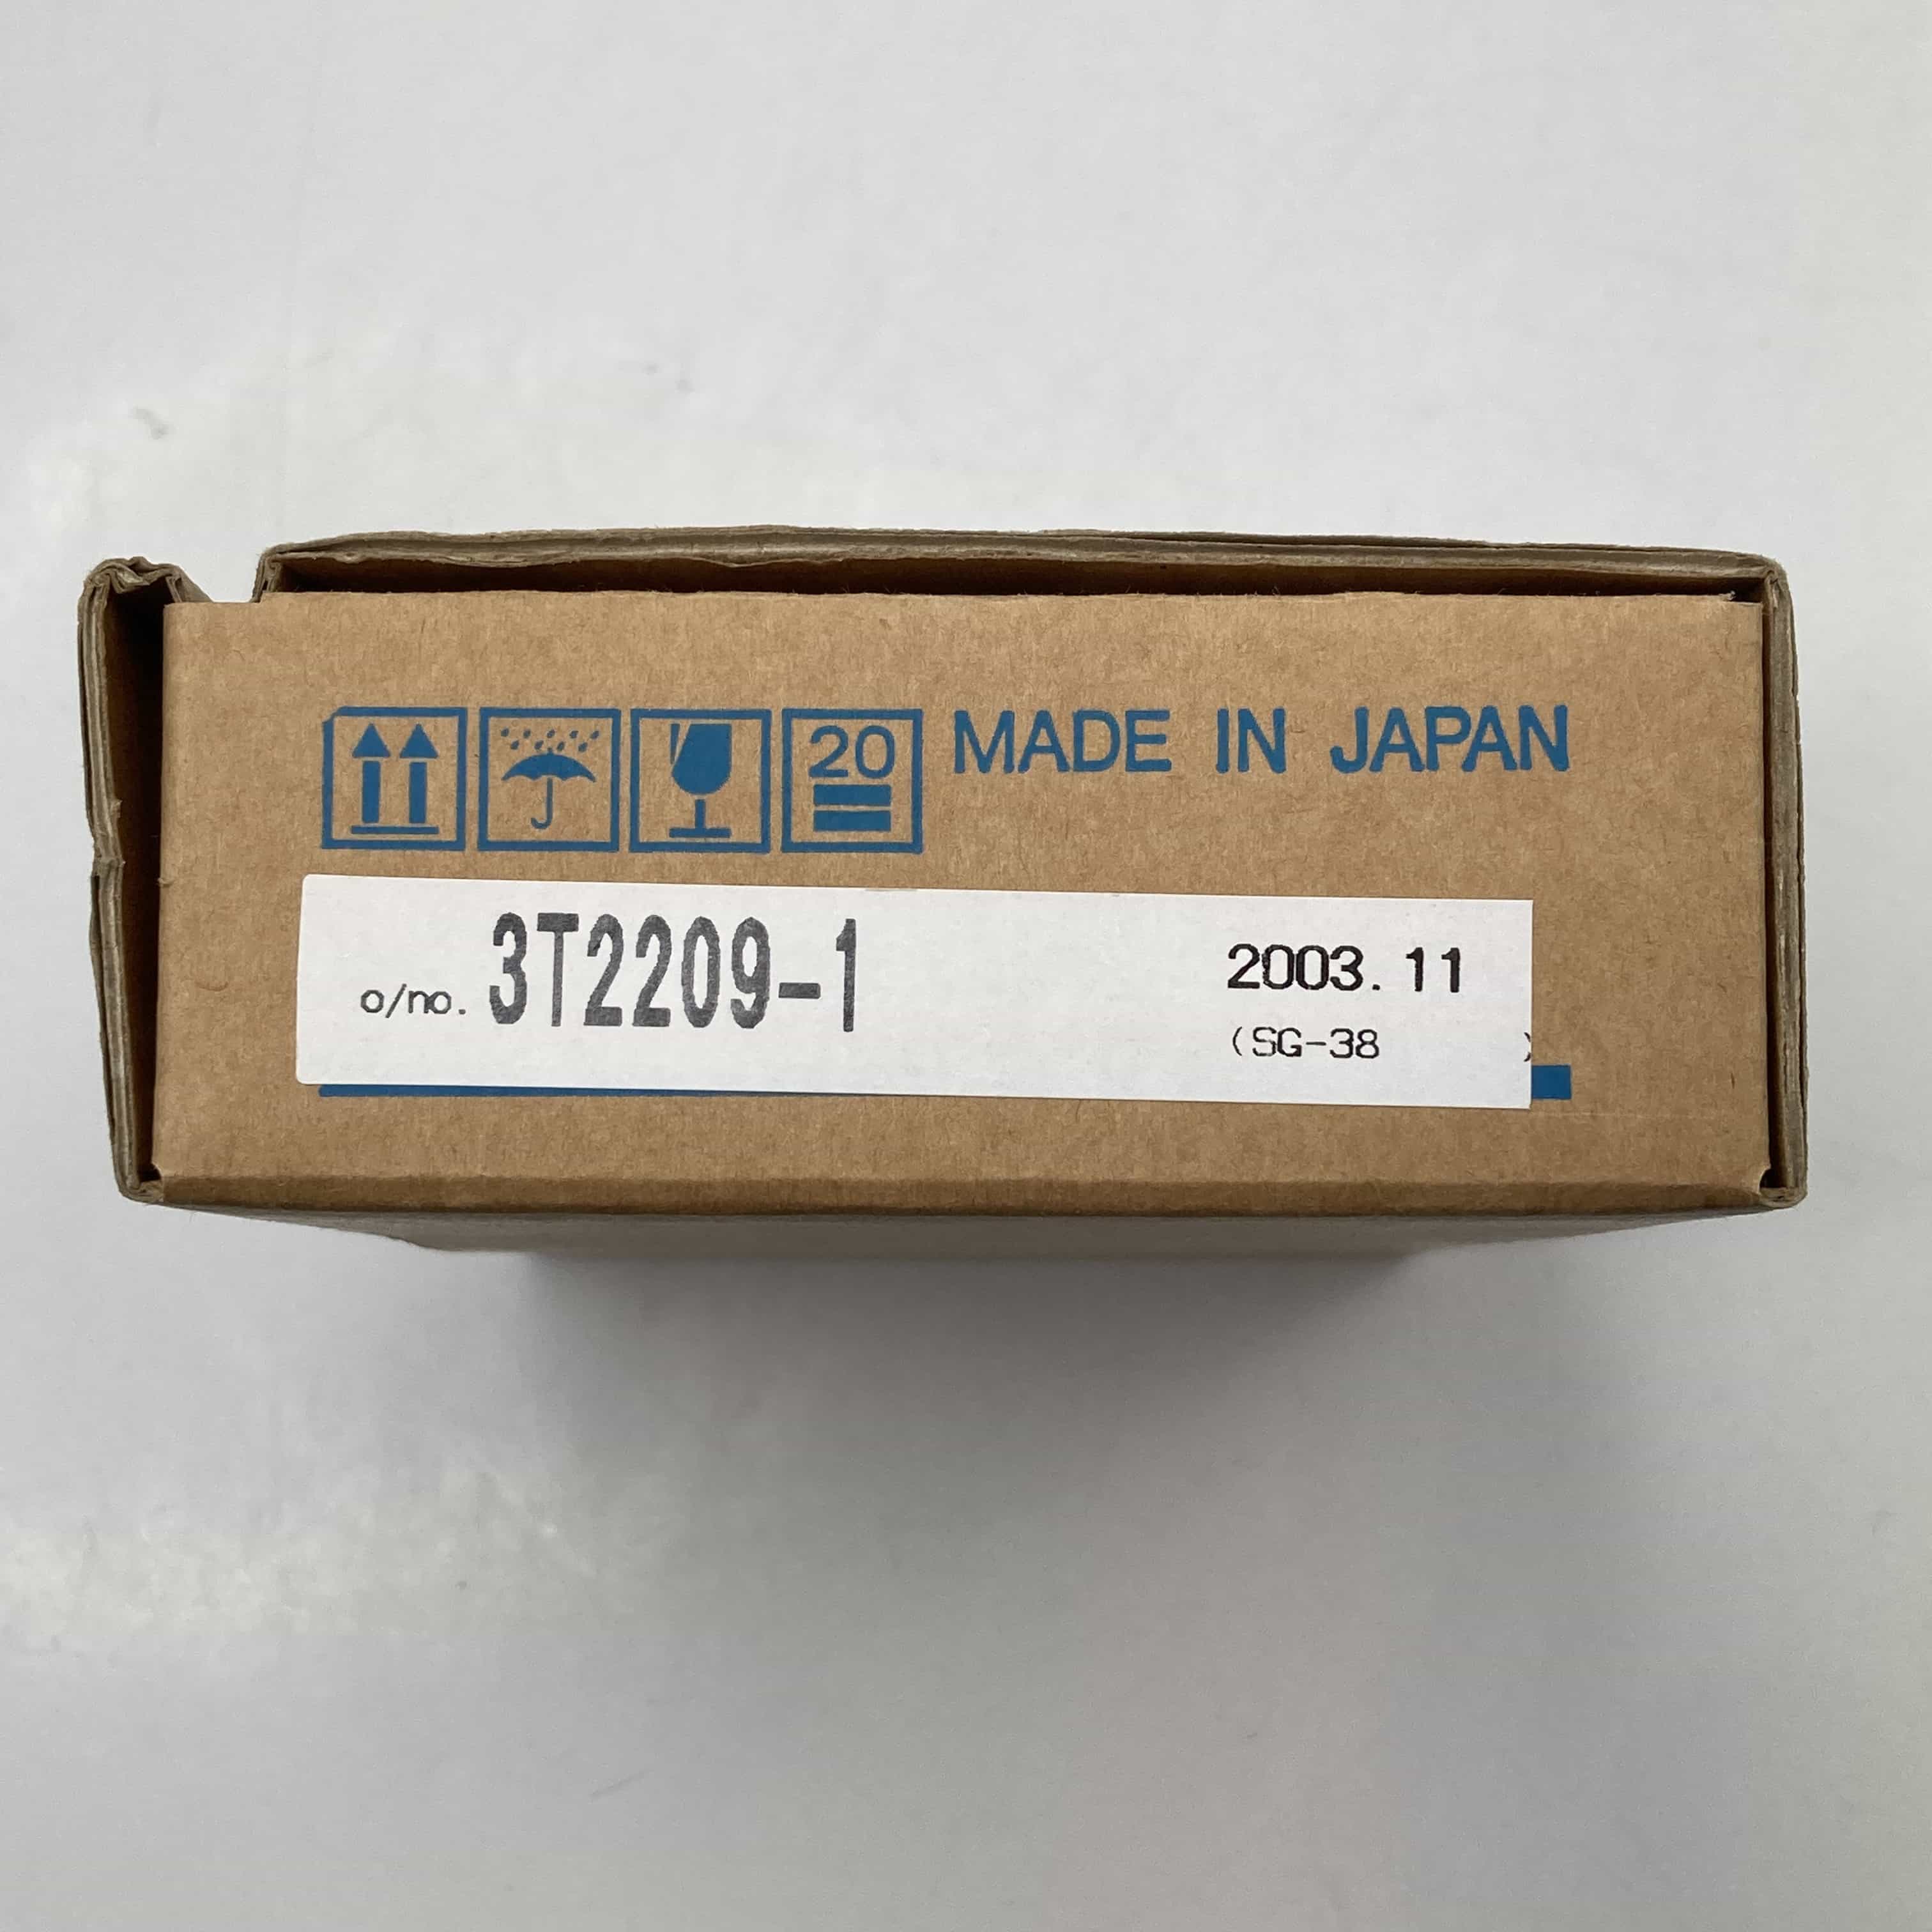 20 MADE IN JAPAN
o/no. 3T2209-1
2003.11
(SG-38 )